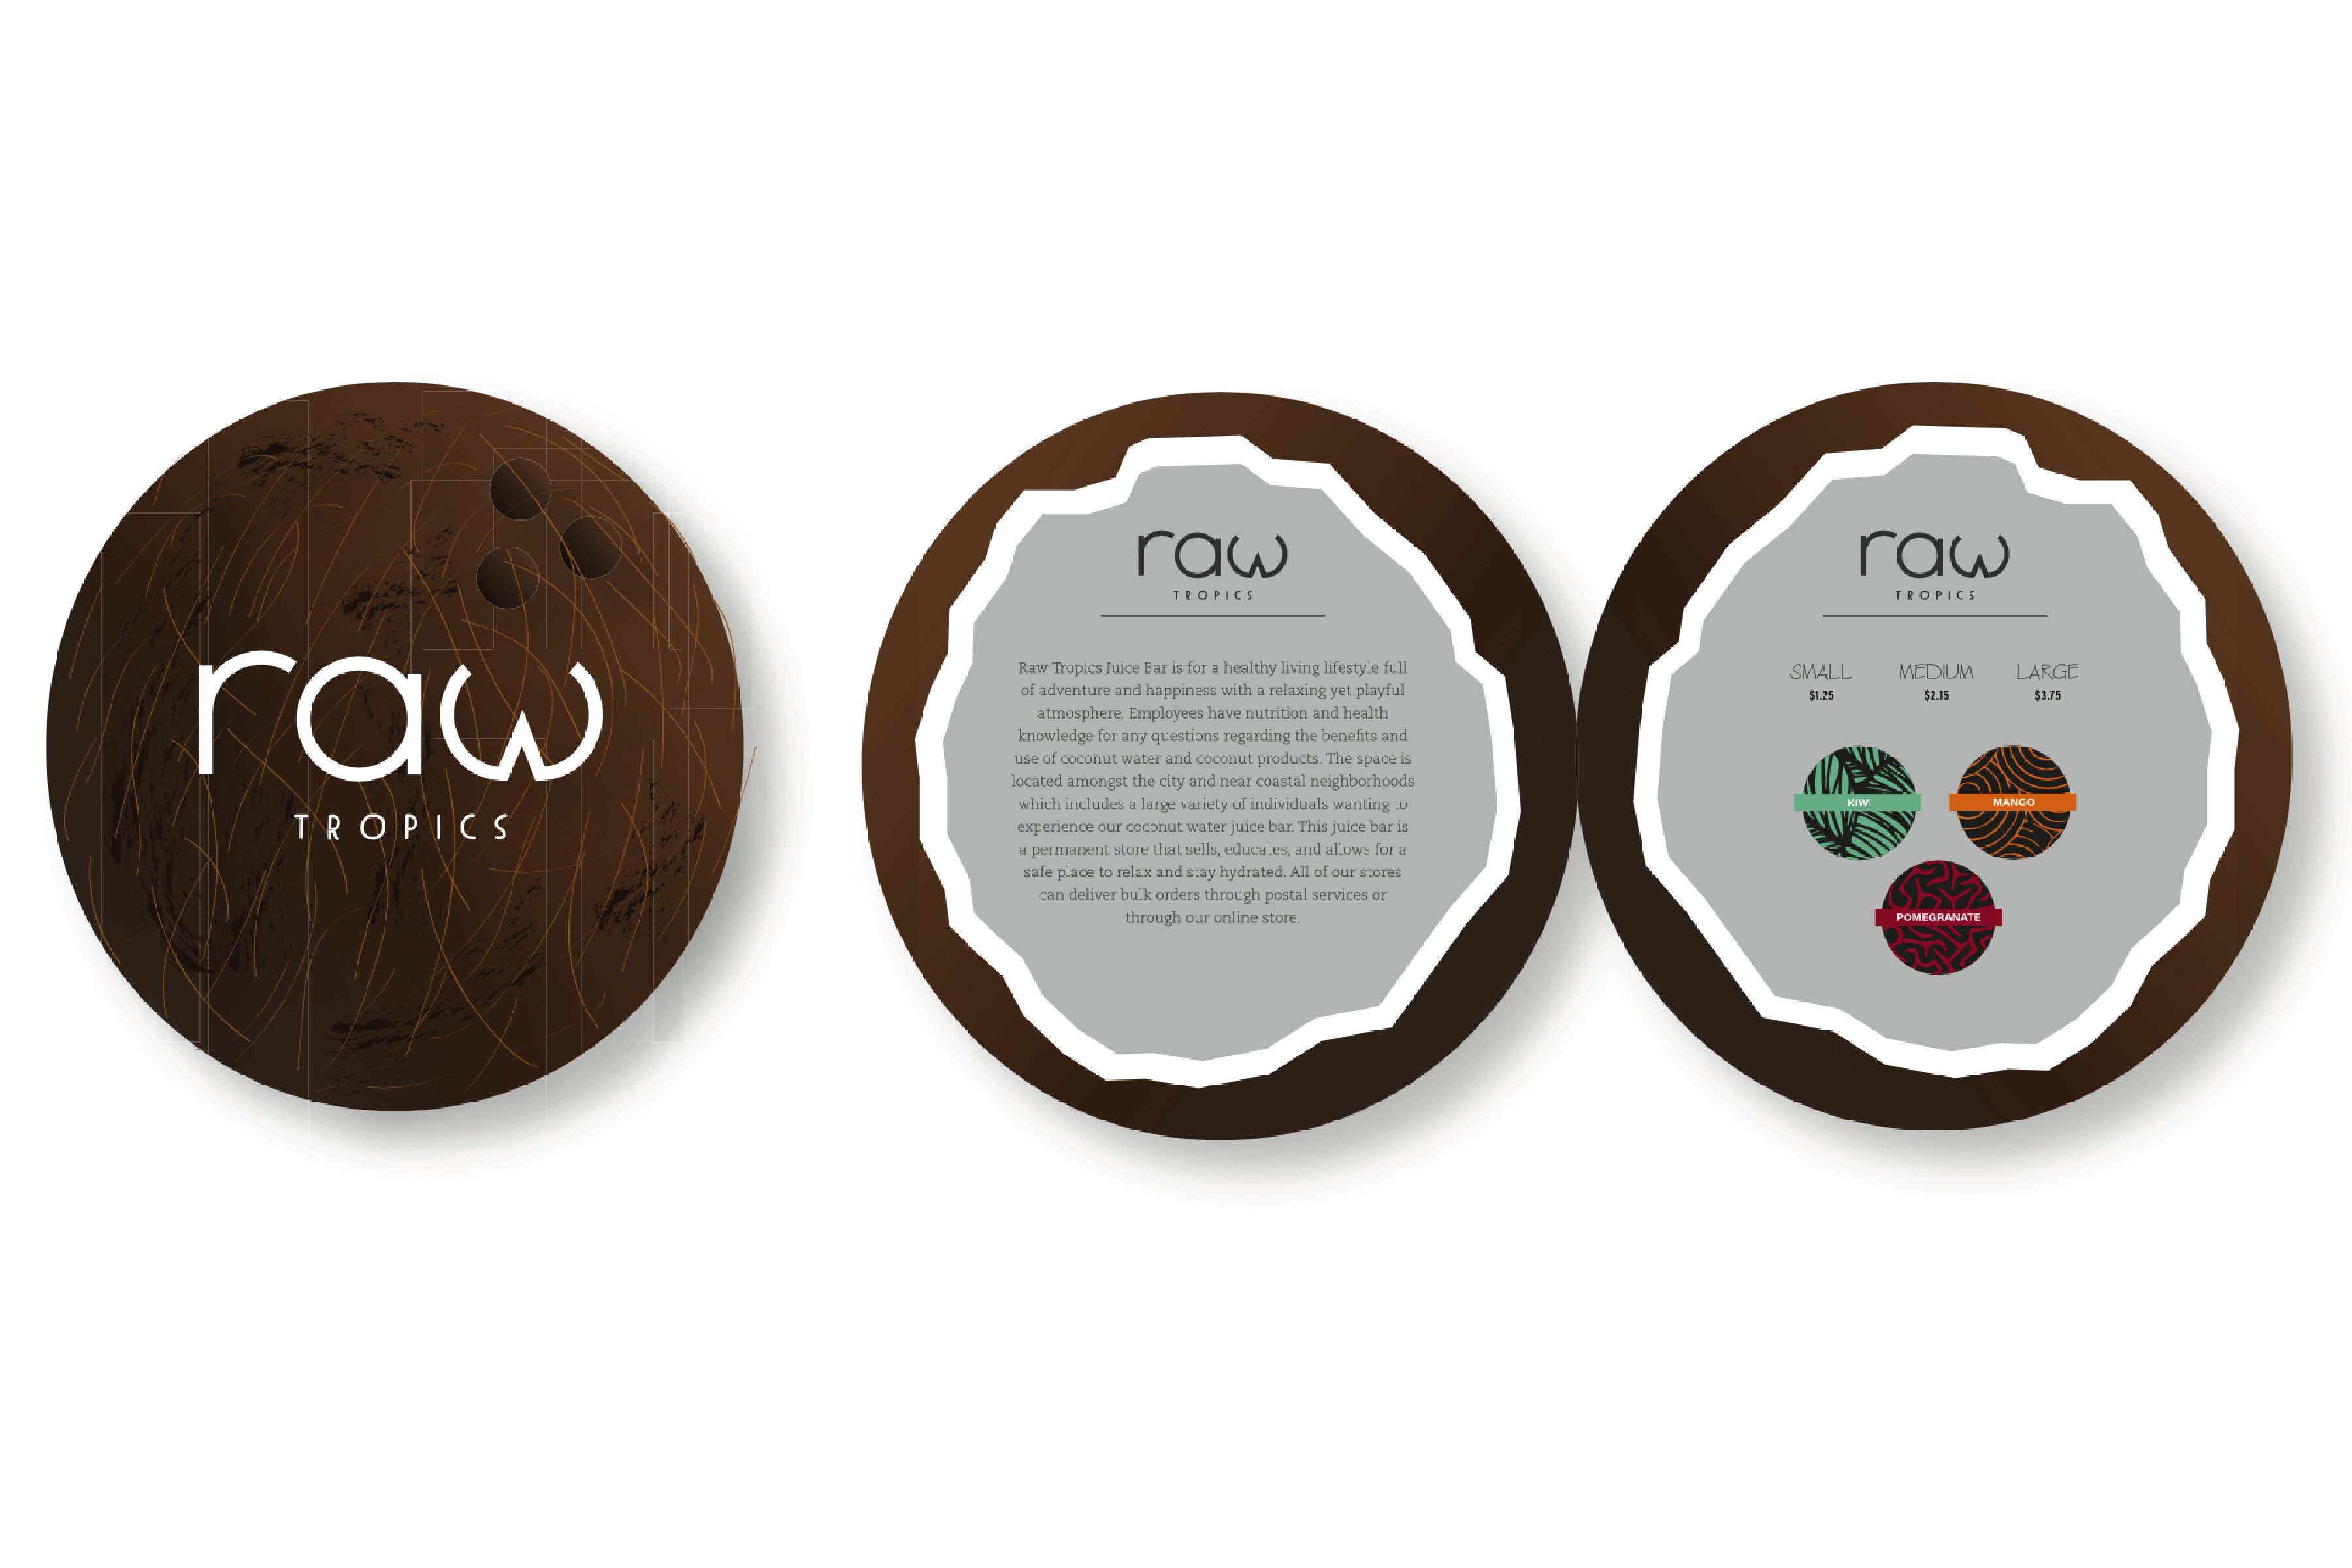 raw
TROPICS
raw
TROPICS
Raw Tropics Juice Bar is for a healthy living lifestyle full
of adventure and happiness with a relaxing yet playful
atmosphere. Employees have nutrition and health
knowledge for any questions regarding the benefits and
use of coconut water and coconut products. The space is
located amongst the city and near coastal neighborhoods
which includes a large variety of individuals wanting to
experience our coconut water juice bar. This juice bar is
a permanent store that sells, educates, and allows for a
safe place to relax and stay hydrated. All of our stores
can deliver bulk orders through postal services or
through our online store.
raw
TROPICS
SMALL MEDIUM LARGE
$1.25 $2.15 $3.75
KIWI MANGO
POMEGRANATE